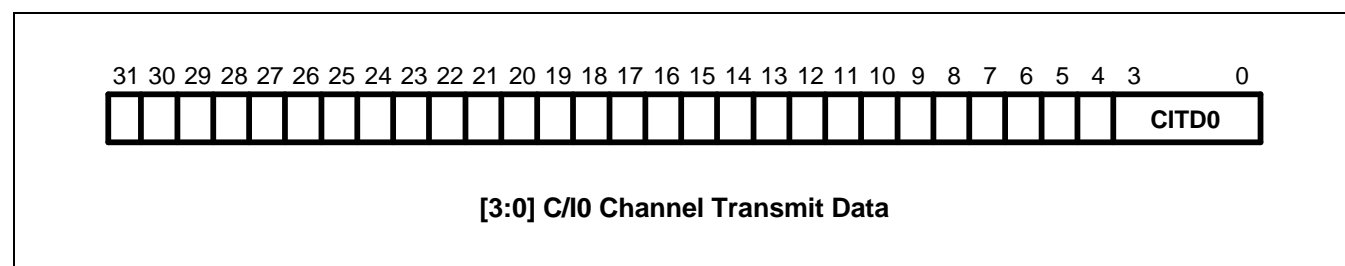 31 30 29 28 27 26 25 24 23 22 21 20 19 18 17 16 15 14 13 12 11 10 9 8 7 6 5 4 3 0
CITD0
[3:0] C/I0 Channel Transmit Data